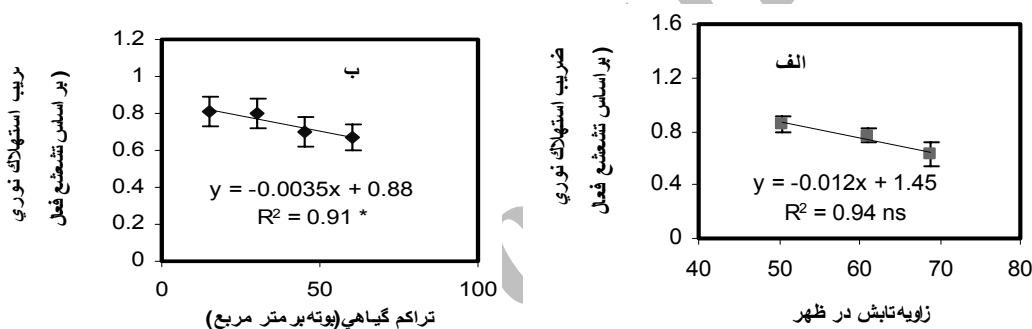 1.6
1.2
0.8
0.4
0
الف
y = -0.012x + 1.45
R² = 0.94 ns
40 50 60 70 80
زاويه تابش در ظهر
ضريب استهلاك نوري
(بر اساس تشعشع فعال
1.2
1
0.8
0.6
0.4
0.2
0
ب
y = -0.0035x + 0.88
R² = 0.91 *
0 50 100
تراكم گياهي(بوته بر متر مربع)
استهلاك نوري
(بر اساس تشعشع فعال